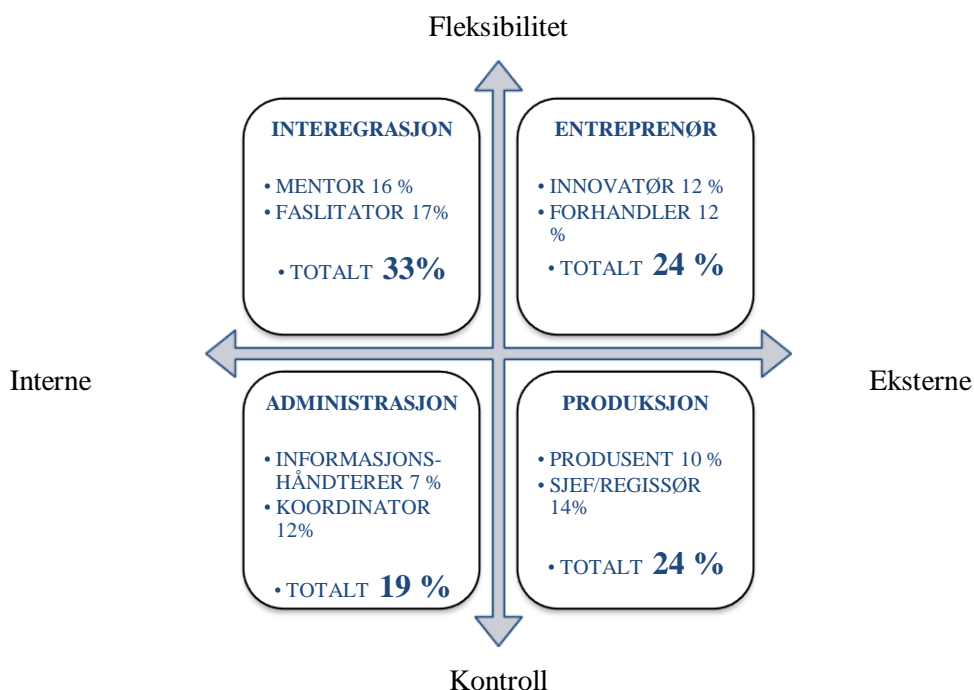 Fleksibilitet
INTEREGRASJON
• MENTOR 16 %
• FASLITATOR 17%
• TOTALT 33%
ENTREPRENØR
• INNOVATØR 12 %
• FORHANDLER 12
%
• TOTALT 24 %
Interne
Eksterne
ADMINISTRASJON
• INFORMASJONS-
HÅNDTERER 7 %
• KOORDINATOR
12%
• TOTALT 19 %
PRODUKSJON
• PRODUSENT 10 %
• SJEF/REGISSØR
14%
• TOTALT 24 %
Kontroll